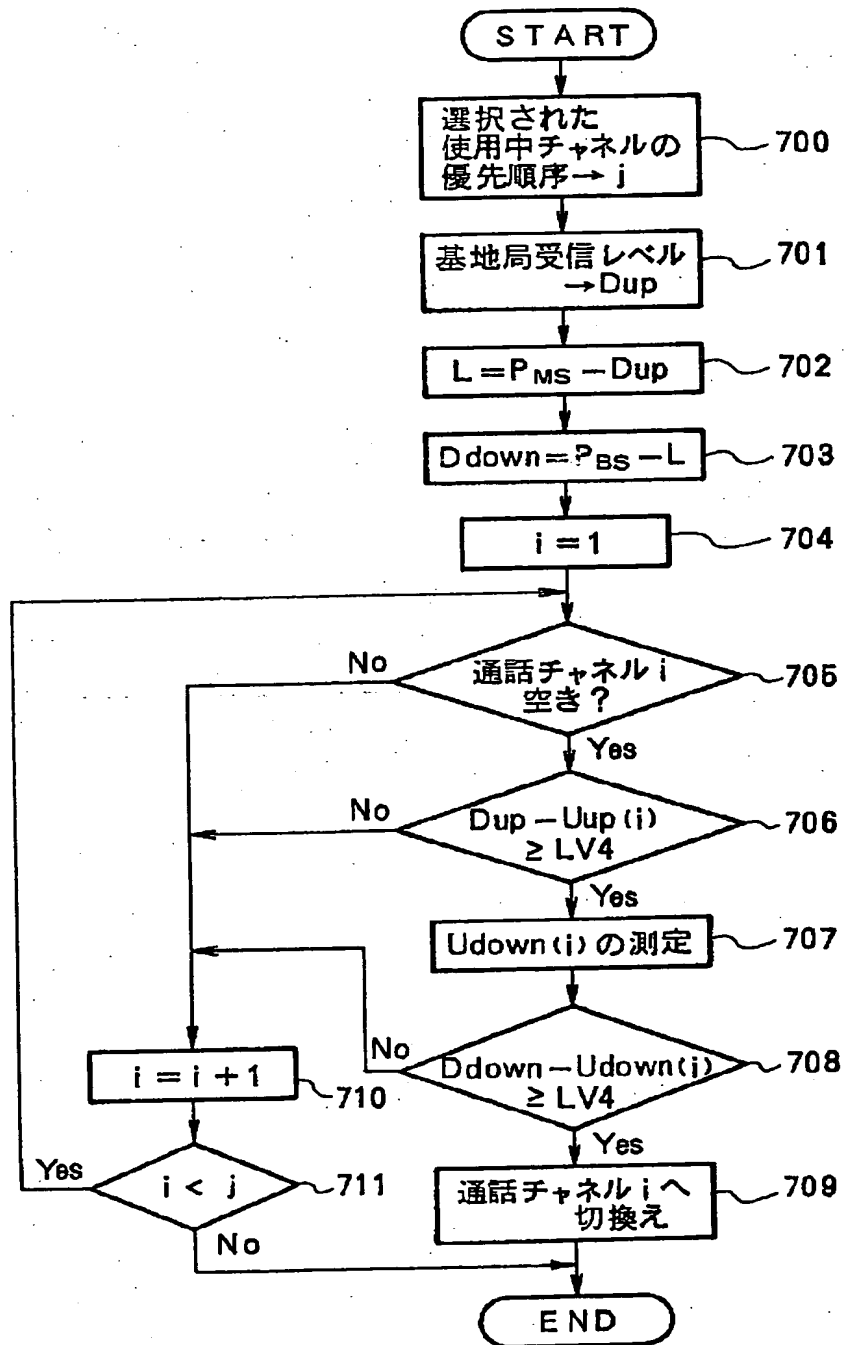 START
選択された
使用中チャネルの
優先順序→j
700
基地局受信レベル
→Dup
701
L=PMS-Dup
702
Ddown=PBS-L
703
i=1
704
通話チャネルi
空き?
705
No
Yes
Dup-Uup(i)
≥LV4
706
No
Yes
Udown(i)の測定
707
Ddown-Udown(i)
≥LV4
708
No
Yes
通話チャネルiへ
切換え
709
i=i+1
710
i<j
711
Yes
No
END